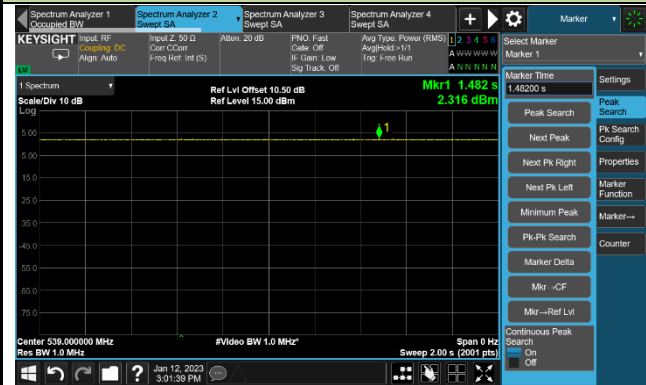 Spectrum Analyzer 1
Occupied BW
Spectrum Analyzer 2
Swept SA
Spectrum Analyzer 3
Swept SA
Spectrum Analyzer 4
Swept SA
Marker
KEYSIGHT
Input: RF
Coupling: DC
Align: Auto
Input Z: 50 Ω
Corr CCorr
Freq Ref: Int (S)
Atten: 20 dB
PNO: Fast
Gate: Off
IF Gain: Low
Sig Track: Off
Avg Type: Power (RMS)
Avg|Hold:>1/1
Trig: Free Run
1 2 3 4 5 6
A W W W W W
A N N N N N
Select Marker
Marker 1
LXI
1 Spectrum
Scale/Div 10 dB
Log
Ref Lvl Offset 10.50 dB
Ref Level 15.00 dBm
Mkr1 1.482 s
2.316 dBm
1
5.00
-5.00
-15.0
-25.0
-35.0
-45.0
-55.0
-65.0
-75.0
Center 539.000000 MHz
Res BW 1.0 MHz
#Video BW 1.0 MHz*
Span 0 Hz
Sweep 2.00 s (2001 pts)
Marker Time
1.48200 s
Peak Search
Next Peak
Next Pk Right
Next Pk Left
Minimum Peak
Pk-Pk Search
Marker Delta
Mkr→CF
Mkr→Ref Lvl
Continuous Peak
Search
On
Off
Settings
Peak
Search
Pk Search
Config
Properties
Marker
Function
Marker→
Counter
Jan 12, 2023
3:01:39 PM